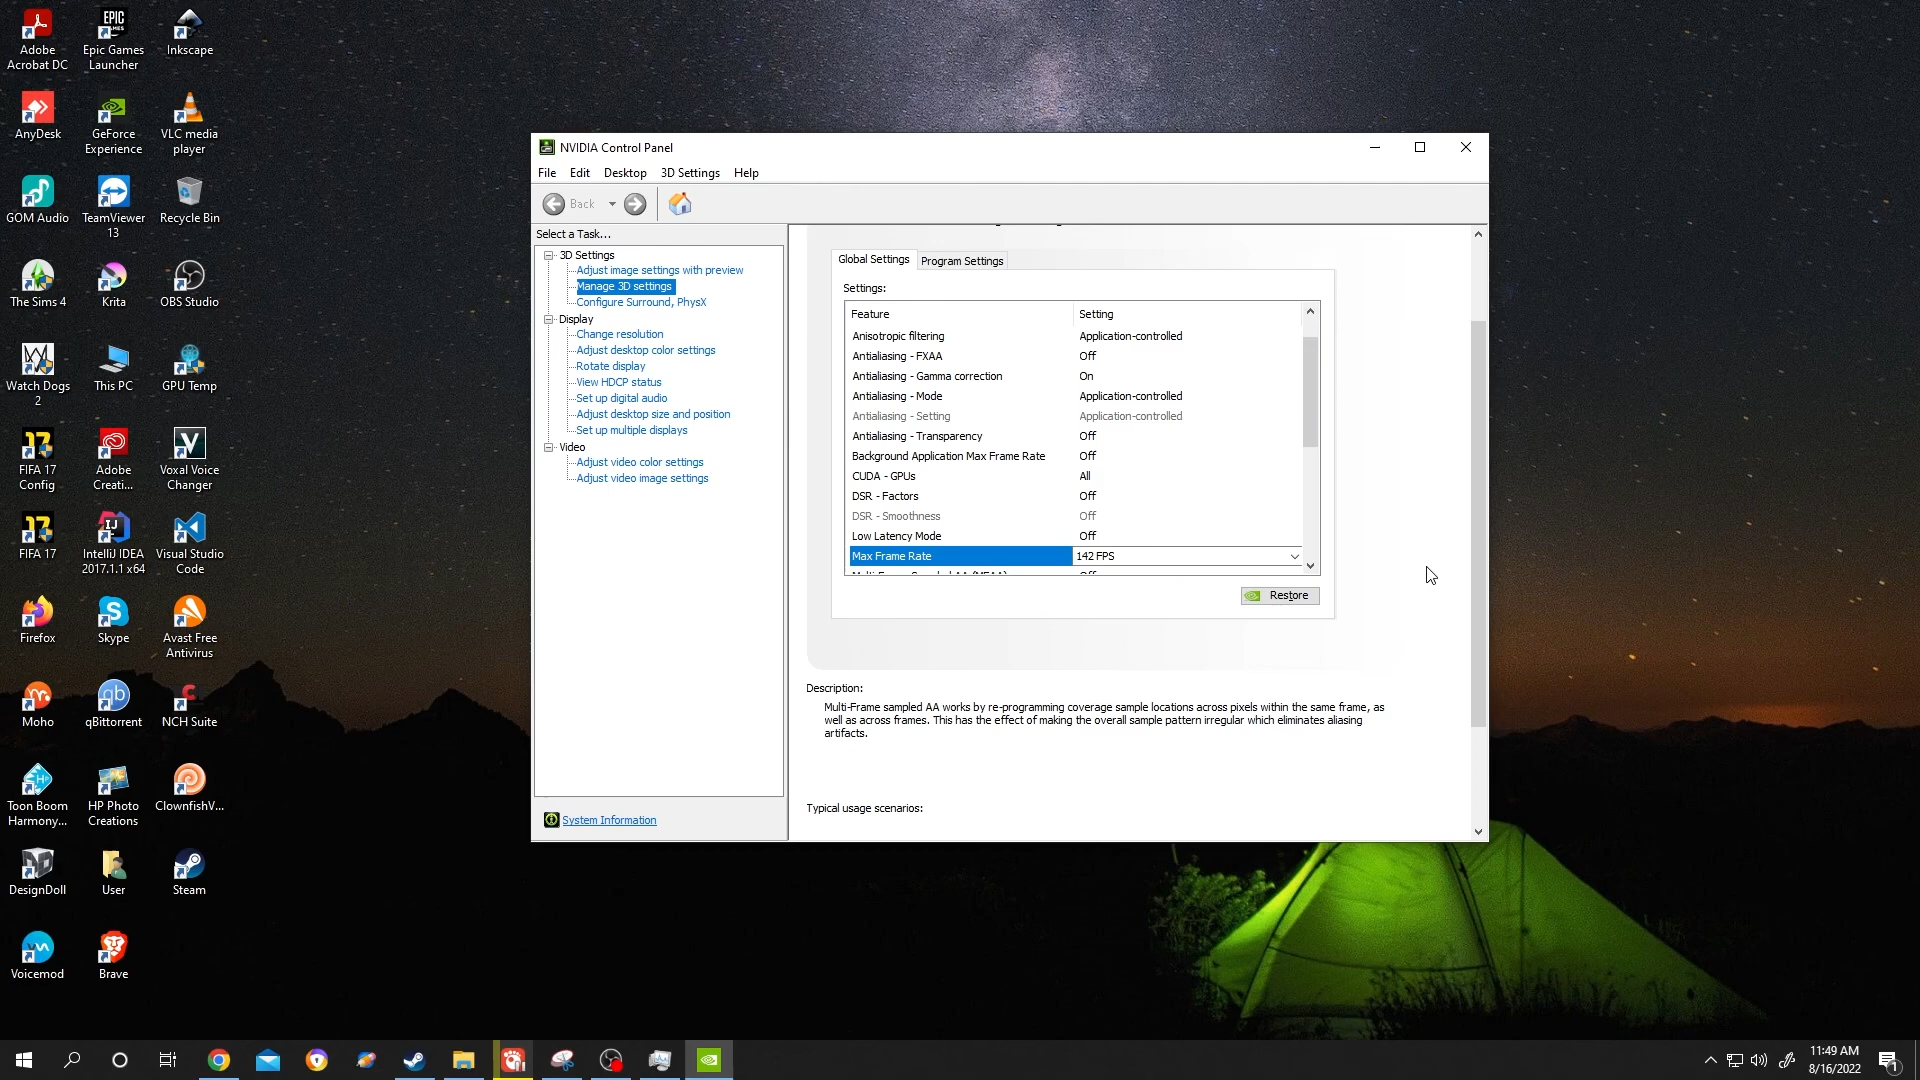 Adobe
Acrobat DC
Epic Games
Launcher
Inkscape
AnyDesk
GeForce
Experience
VLC media
player
GOM Audio
TeamViewer
13
Recycle Bin
The Sims 4
Krita
OBS Studio
Watch Dogs
2
This PC
GPU Temp
FIFA 17
Config
Adobe
Creati...
Voxal Voice
Changer
FIFA 17
IntelliJ IDEA
2017.1.1 x64
Visual Studio
Code
Firefox
Skype
Avast Free
Antivirus
Moho
qBittorrent
NCH Suite
Toon Boom
Harmony...
HP Photo
Creations
ClownfishV...
DesignDoll
User
Steam
Voicemod
Brave
NVIDIA Control Panel
File Edit Desktop 3D Settings Help
Back
Select a Task...
3D Settings
Adjust image settings with preview
Manage 3D settings
Configure Surround, PhysX
Display
Change resolution
Adjust desktop color settings
Rotate display
View HDCP status
Set up digital audio
Adjust desktop size and position
Set up multiple displays
Video
Adjust video color settings
Adjust video image settings
System Information
Global Settings Program Settings
Settings:
Feature Setting
Anisotropic filtering Application-controlled
Antialiasing - FXAA Off
Antialiasing - Gamma correction On
Antialiasing - Mode Application-controlled
Antialiasing - Setting Application-controlled
Antialiasing - Transparency Off
Background Application Max Frame Rate Off
CUDA - GPUs All
DSR - Factors Off
DSR - Smoothness Off
Low Latency Mode Off
Max Frame Rate 142 FPS
Restore
Description:
Multi-Frame sampled AA works by re-programming coverage sample locations across pixels within the same frame, as
well as across frames. This has the effect of making the overall sample pattern irregular which eliminates aliasing
artifacts.
Typical usage scenarios:
11:49 AM
8/16/2022
1